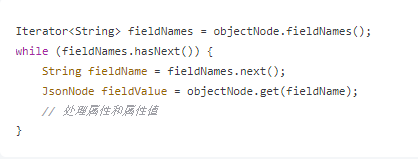 Iterator<String> fieldNames = objectNode.fieldNames();
while (fieldNames.hasNext()) {
    String fieldName = fieldNames.next();
    JsonNode fieldValue = objectNode.get(fieldName);
    // 处理属性和属性值
}